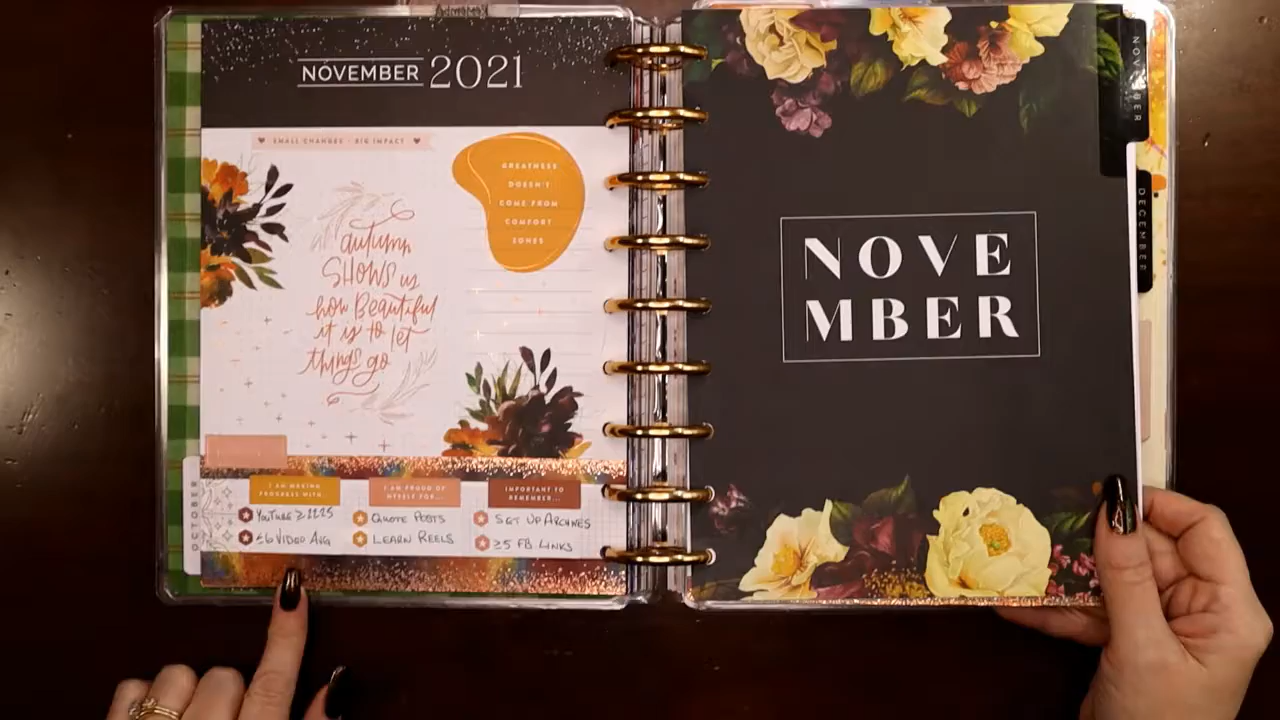 NOVEMBER 2021
SMALL CHANGES - BIG IMPACT
GREATNESS
DOESN'T
COME FROM
COMFORT
ZONES
autumn
SHOWS us
how Beautiful
it is to let
things go
I AM MAKING
PROGRESS WITH...
YouTube ≥ 1225
≤6 VIDEO AVG
I AM PROUD OF
MYSELF FOR...
QUOTE POSTS
LEARN REELS
IMPORTANT TO
REMEMBER...
SET UP ARCHIVES
≥5 FB LINKS
OCTOBER
NOVE
MBER
NOVEMBER
DECEMBER